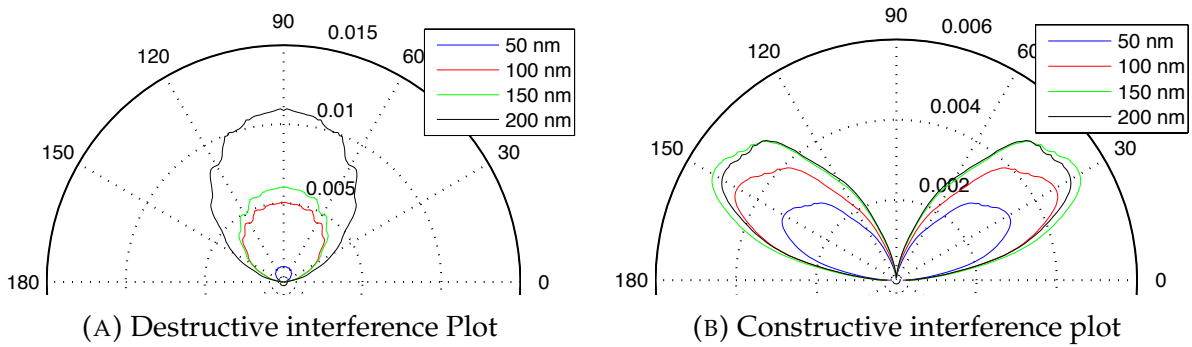 90
0.015
120
60
50 nm
100 nm
150 nm
200 nm
0.01
150
30
0.005
180
0
(A) Destructive interference Plot
90
0.006
120
60
50 nm
100 nm
150 nm
200 nm
0.004
150
30
0.002
180
0
(B) Constructive interference plot